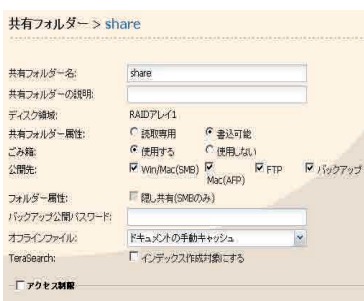 共有フォルダー > share
共有フォルダー名: share
共有フォルダーの説明:
ディスク領域: RAIDアレイ1
共有フォルダー属性: 読取専用 書込可能
ごみ箱: 使用する 使用しない
公開先: Win/Mac(SMB) Mac(AFP) FTP バックアップ
フォルダー属性: 隠し共有(SMBのみ)
バックアップ公開パスワード:
オフラインファイル: ドキュメントの手動キャッシュ
TeraSearch: インデックス作成対象にする
アクセス制限